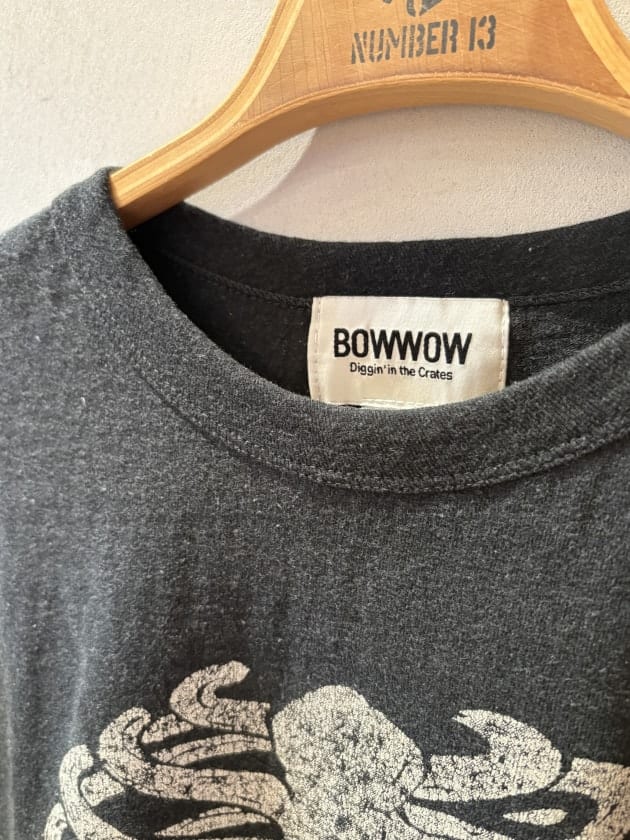 NUMBER 13
BOWWOW
Diggin' in the Crates